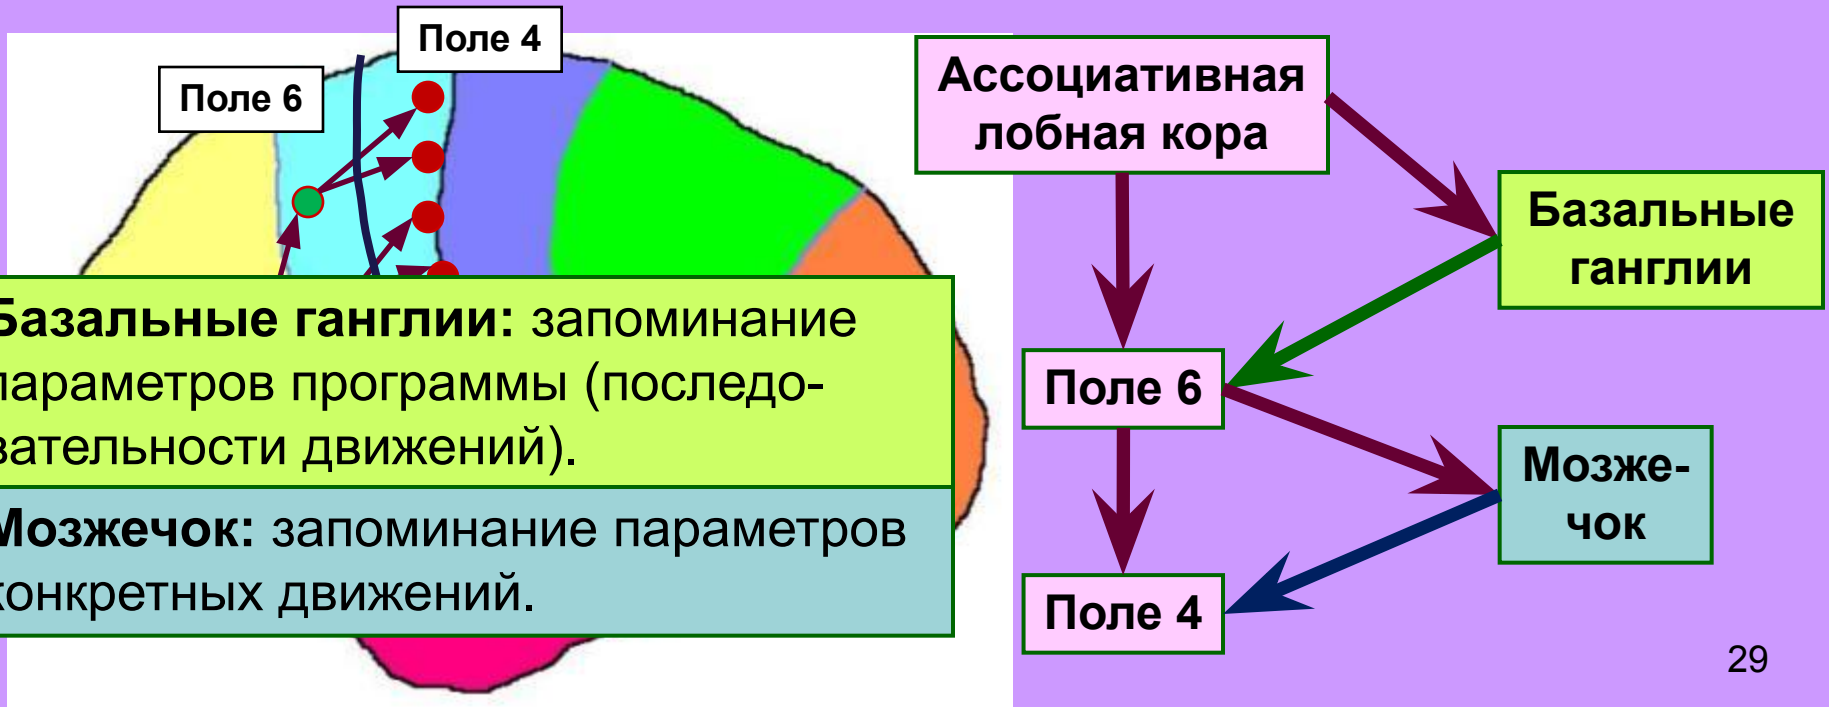 Поле 4
Поле 6
Базальные ганглии: запоминание
параметров программы (последо-
вательности движений).
Мозжечок: запоминание параметров
конкретных движений.
Ассоциативная
лобная кора
Базальные
ганглии
Поле 6
Мозже-
чок
Поле 4
29